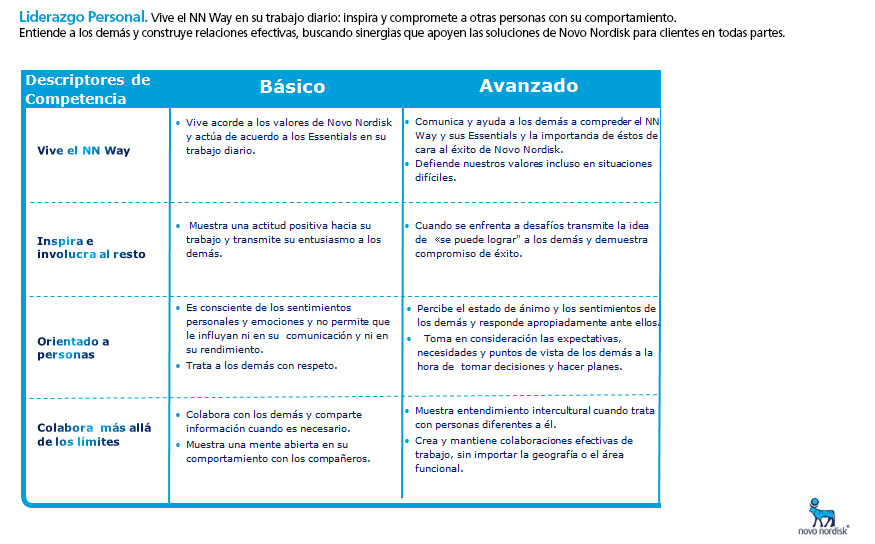 Liderazgo Personal. Vive el NN Way en su trabajo diario: inspira y compromete a otras personas con su comportamiento.
Entiende a los demás y construye relaciones efectivas, buscando sinergias que apoyen las soluciones de Novo Nordisk para clientes en todas partes.
Descriptores de
Competencia
Básico
Avanzado
Vive el NN Way
• Vive acorde a los valores de Novo Nordisk
y actúa de acuerdo a los Essentials en su
trabajo diario.
• Comunica y ayuda a los demás a compreder el NN
Way y sus Essentials y la importancia de éstos de
cara al éxito de Novo Nordisk.
• Defiende nuestros valores incluso en situaciones
difíciles.
Inspira e
involucra al resto
• Muestra una actitud positiva hacia su
trabajo y transmite su entusiasmo a los
demás.
• Cuando se enfrenta a desafíos transmite la idea
de «se puede lograr" a los demás y demuestra
compromiso de éxito.
Orientado a
personas
• Es consciente de los sentimientos
personales y emociones y no permite que
le influyan ni en su comunicación y ni en
su rendimiento.
• Trata a los demás con respeto.
• Percibe el estado de ánimo y los sentimientos de
los demás y responde apropiadamente ante ellos.
• Toma en consideración las expectativas,
necesidades y puntos de vista de los demás a la
hora de tomar decisiones y hacer planes.
Colabora más allá
de los límites
• Colabora con los demás y comparte
información cuando es necesario.
• Muestra una mente abierta en su
comportamiento con los compañeros.
• Muestra entendimiento intercultural cuando trata
con personas diferentes a él.
• Crea y mantiene colaboraciones efectivas de
trabajo, sin importar la geografía o el área
funcional.
novo nordisk®